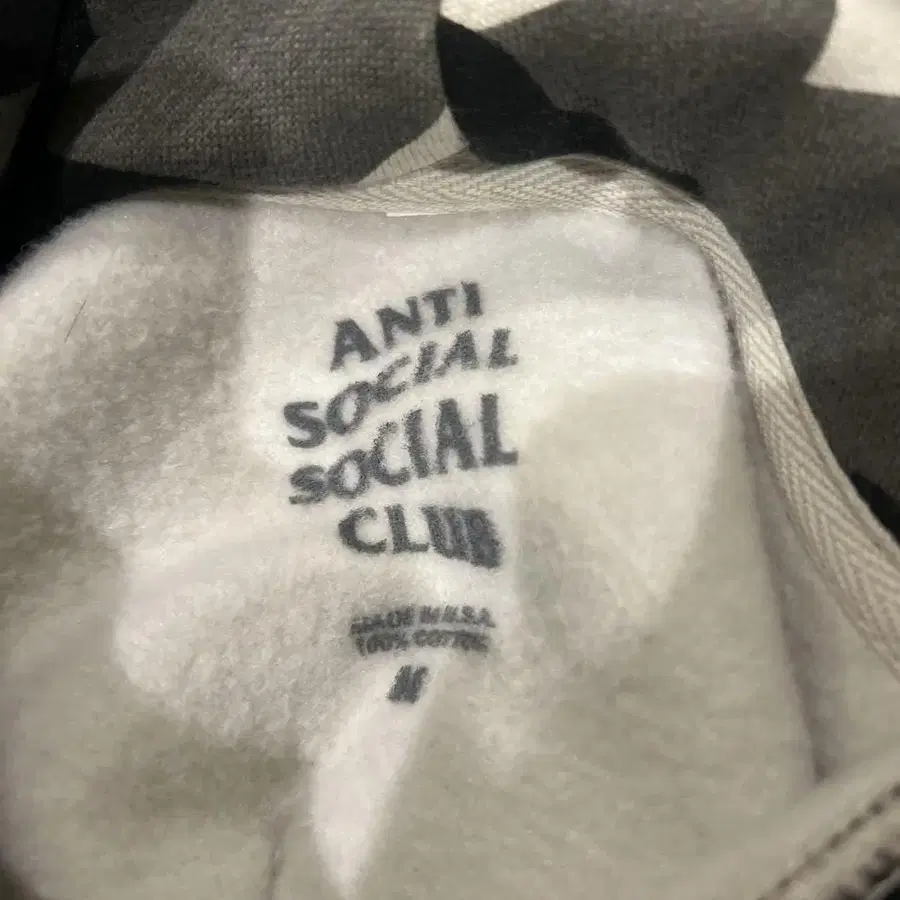 ANTI
SOCIAL
SOCIAL
CLUB
MADE IN U.S.A.
100% COTTON
M